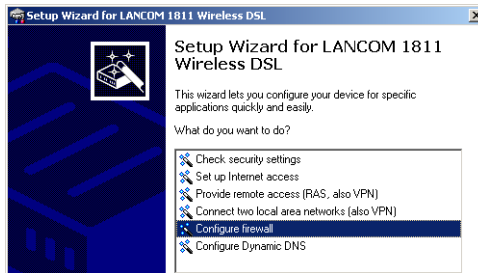 Setup Wizard for LANCOM 1811 Wireless DSL
Setup Wizard for LANCOM 1811
Wireless DSL
This wizard lets you configure your device for specific
applications quickly and easily.
What do you want to do?
Check security settings
Set up Internet access
Provide remote access (RAS, also VPN)
Connect two local area networks (also VPN)
Configure firewall
Configure Dynamic DNS